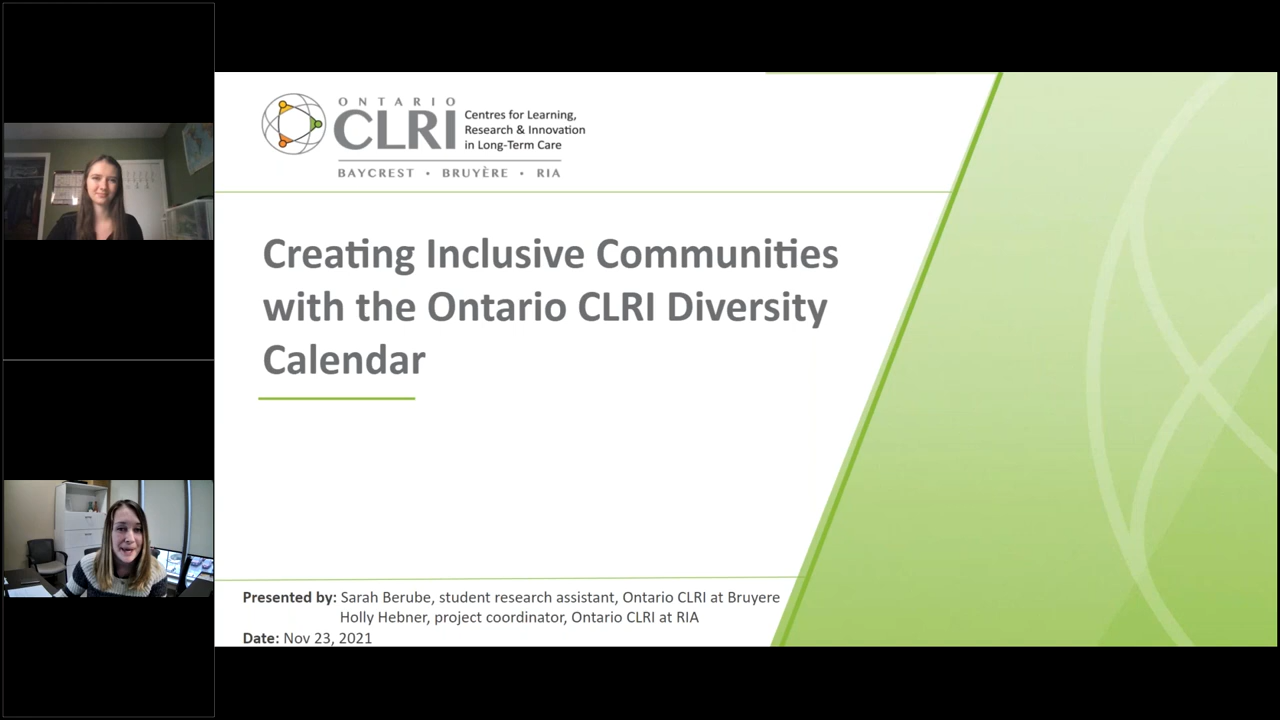 ONTARIO
CLRI
Centres for Learning,
Research & Innovation
in Long-Term Care
BAYCREST • BRUYÈRE • RIA
Creating Inclusive Communities
with the Ontario CLRI Diversity
Calendar
Presented by: Sarah Berube, student research assistant, Ontario CLRI at Bruyere
Holly Hebner, project coordinator, Ontario CLRI at RIA
Date: Nov 23, 2021